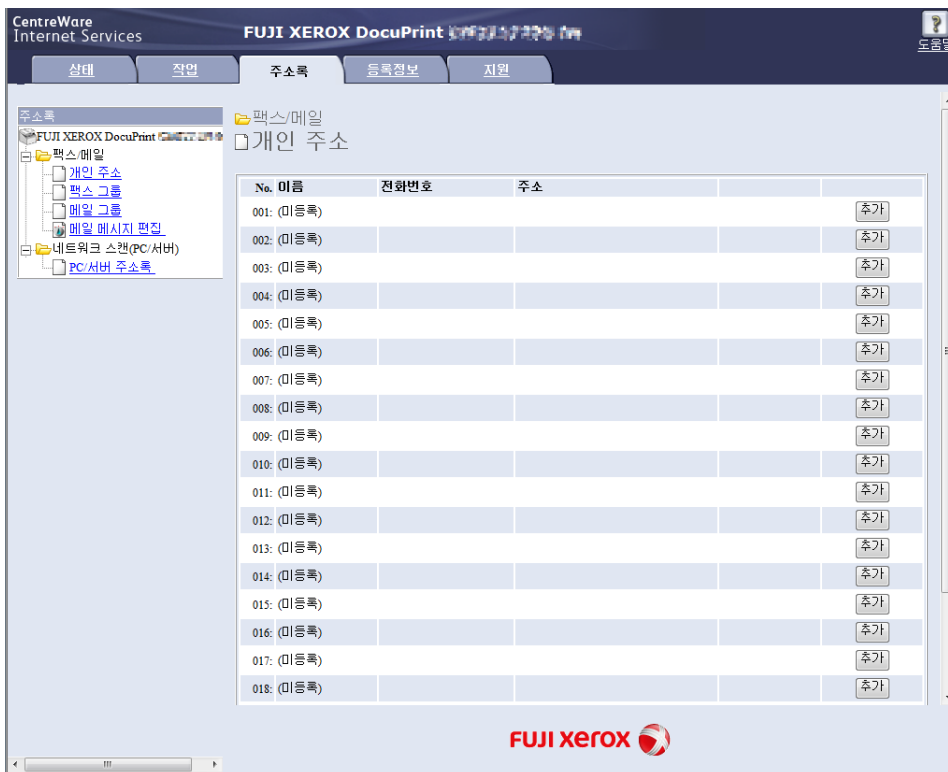 CentreWare
Internet Services
FUJI XEROX DocuPrint
도움말
상태
작업
주소록
등록정보
지원
주소록
FUJI XEROX DocuPrint
팩스/메일
개인 주소
팩스 그룹
메일 그룹
메일 메시지 편집
네트워크 스캔(PC/서버)
PC/서버 주소록
팩스/메일
개인 주소
No. 이름 전화번호 주소
001: (미등록) 추가
002: (미등록) 추가
003: (미등록) 추가
004: (미등록) 추가
005: (미등록) 추가
006: (미등록) 추가
007: (미등록) 추가
008: (미등록) 추가
009: (미등록) 추가
010: (미등록) 추가
011: (미등록) 추가
012: (미등록) 추가
013: (미등록) 추가
014: (미등록) 추가
015: (미등록) 추가
016: (미등록) 추가
017: (미등록) 추가
018: (미등록) 추가
FUJI xerox